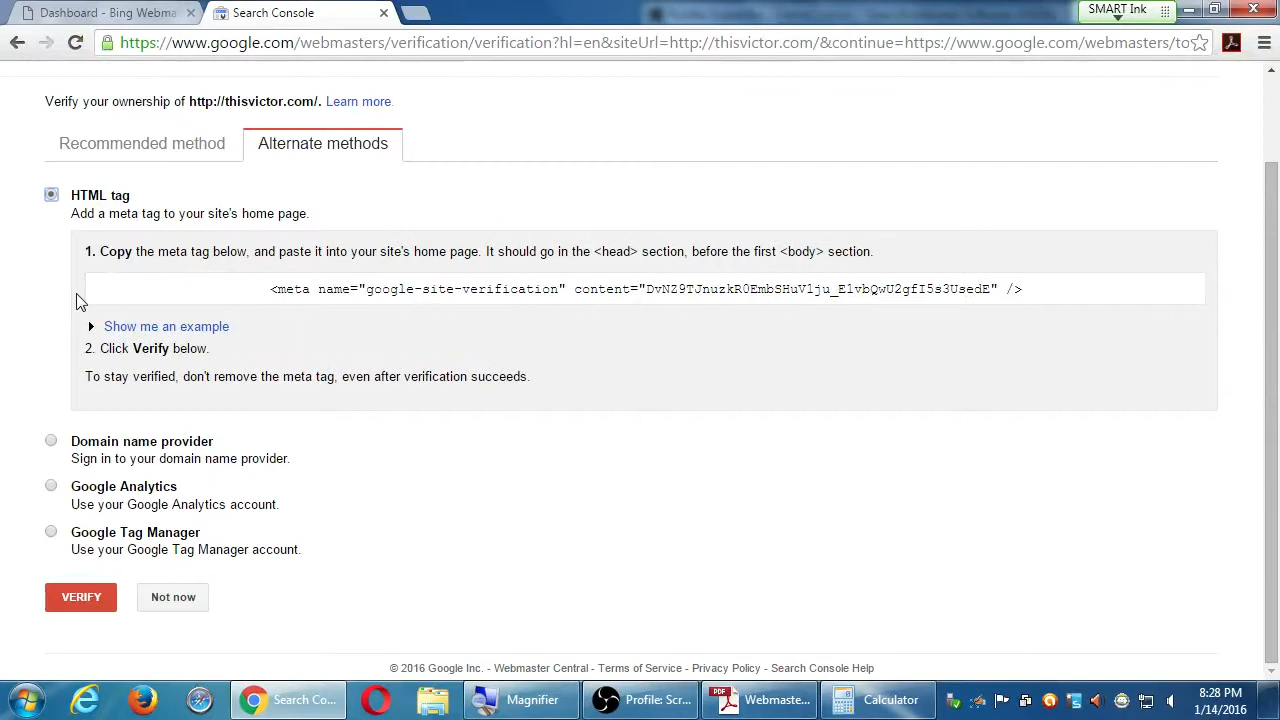 Dashboard - Bing Webma
Search Console
SMART Ink
https://www.google.com/webmasters/verification/verification?hl=en&siteUrl=http://thisvictor.com/&continue=https://www.google.com/webmasters/to
Verify your ownership of http://thisvictor.com/. Learn more.
Recommended method
Alternate methods
HTML tag
Add a meta tag to your site's home page.
1. Copy the meta tag below, and paste it into your site's home page. It should go in the <head> section, before the first <body> section.
<meta name="google-site-verification" content="DvNZ9TJnuzkR0EmbSHuV1ju_E1vbQwU2gfI5s3UsedE" />
Show me an example
2. Click Verify below.
To stay verified, don't remove the meta tag, even after verification succeeds.
Domain name provider
Sign in to your domain name provider.
Google Analytics
Use your Google Analytics account.
Google Tag Manager
Use your Google Tag Manager account.
VERIFY
Not now
© 2016 Google Inc. - Webmaster Central - Terms of Service - Privacy Policy - Search Console Help
Search Co...
Magnifier
Profile: Scr...
PDF
Webmaste...
Calculator
8:28 PM
1/14/2016